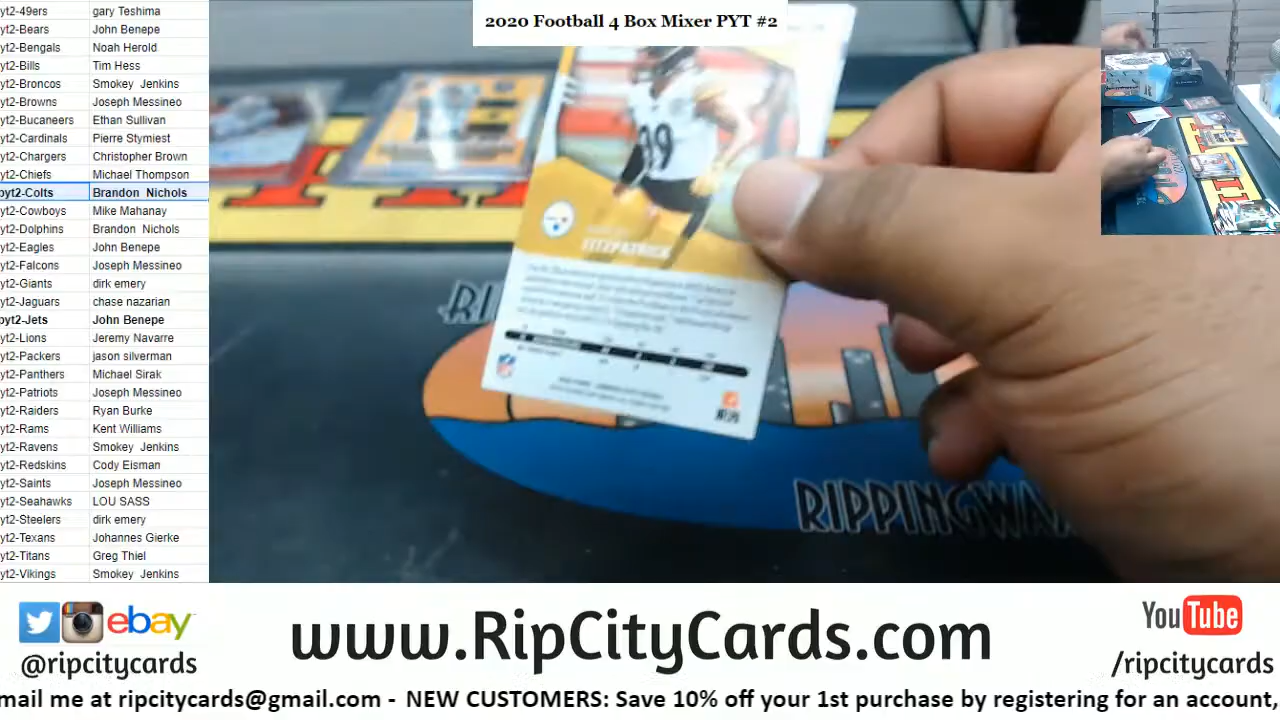 2020 Football 4 Box Mixer PYT #2
yt2-49ers gary Teshima
yt2-Bears John Benepe
yt2-Bengals Noah Herold
yt2-Bills Tim Hess
yt2-Broncos Smokey Jenkins
yt2-Browns Joseph Messineo
yt2-Bucaneers Ethan Sullivan
yt2-Cardinals Pierre Stymiest
yt2-Chargers Christopher Brown
yt2-Chiefs Michael Thompson
pyt2-Colts Brandon Nichols
yt2-Cowboys Mike Mahanay
yt2-Dolphins Brandon Nichols
yt2-Eagles John Benepe
yt2-Falcons Joseph Messineo
yt2-Giants dirk emery
yt2-Jaguars chase nazarian
pyt2-Jets John Benepe
yt2-Lions Jeremy Navarre
yt2-Packers jason silverman
yt2-Panthers Michael Sirak
yt2-Patriots Joseph Messineo
yt2-Raiders Ryan Burke
yt2-Rams Kent Williams
yt2-Ravens Smokey Jenkins
yt2-Redskins Cody Eisman
yt2-Saints Joseph Messineo
yt2-Seahawks LOU SASS
yt2-Steelers dirk emery
yt2-Texans Johannes Gierke
yt2-Titans Greg Thiel
yt2-Vikings Smokey Jenkins
39
FITZPATRICK
RI
RIPPINGWA
ebay
@ripcitycards
www.RipCityCards.com
YouTube
/ripcitycards
mail me at ripcitycards@gmail.com - NEW CUSTOMERS: Save 10% off your 1st purchase by registering for an account,